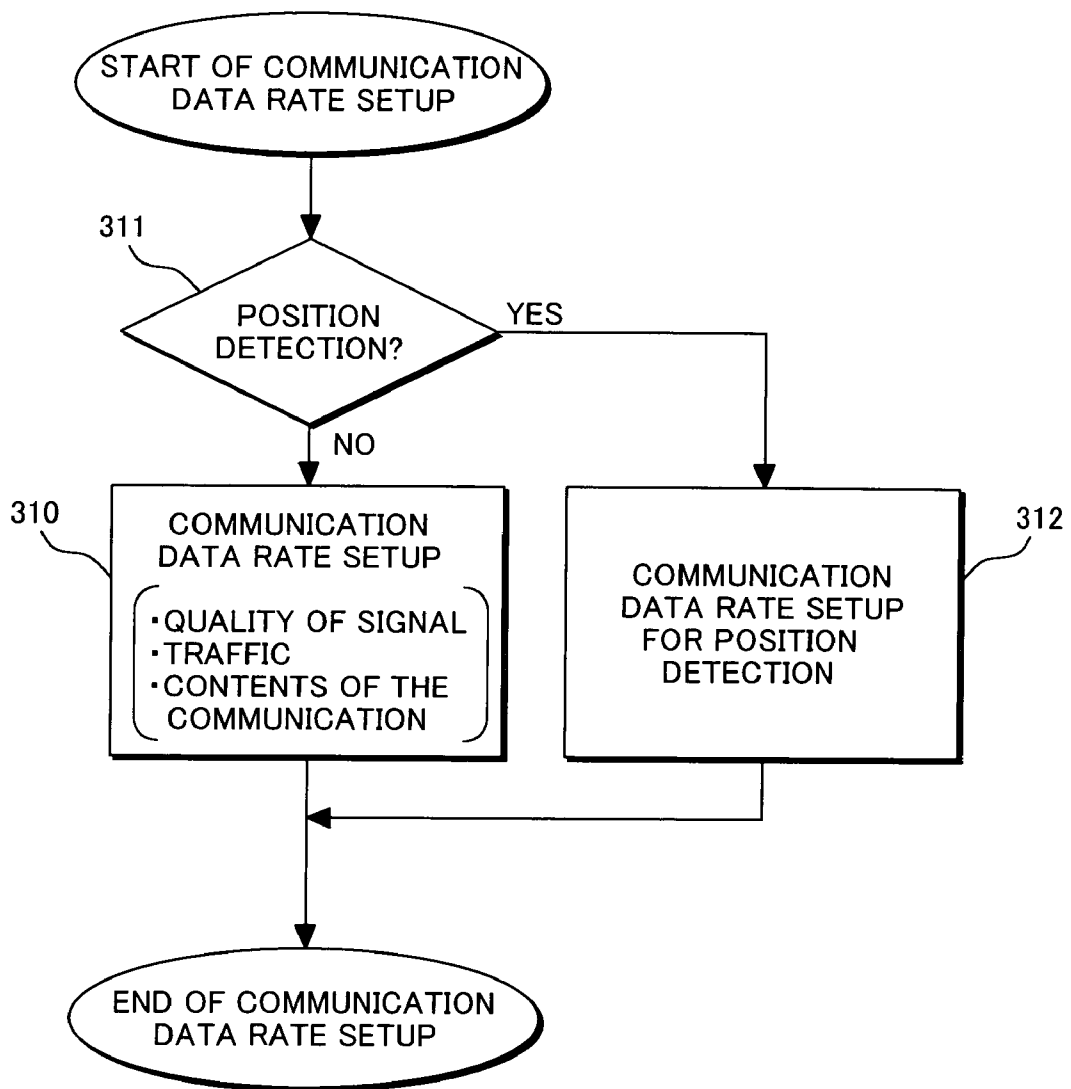 START OF COMMUNICATION
DATA RATE SETUP
311
POSITION
DETECTION?
YES
NO
310
COMMUNICATION
DATA RATE SETUP
・QUALITY OF SIGNAL
・TRAFFIC
・CONTENTS OF THE
COMMUNICATION
312
COMMUNICATION
DATA RATE SETUP
FOR POSITION
DETECTION
END OF COMMUNICATION
DATA RATE SETUP